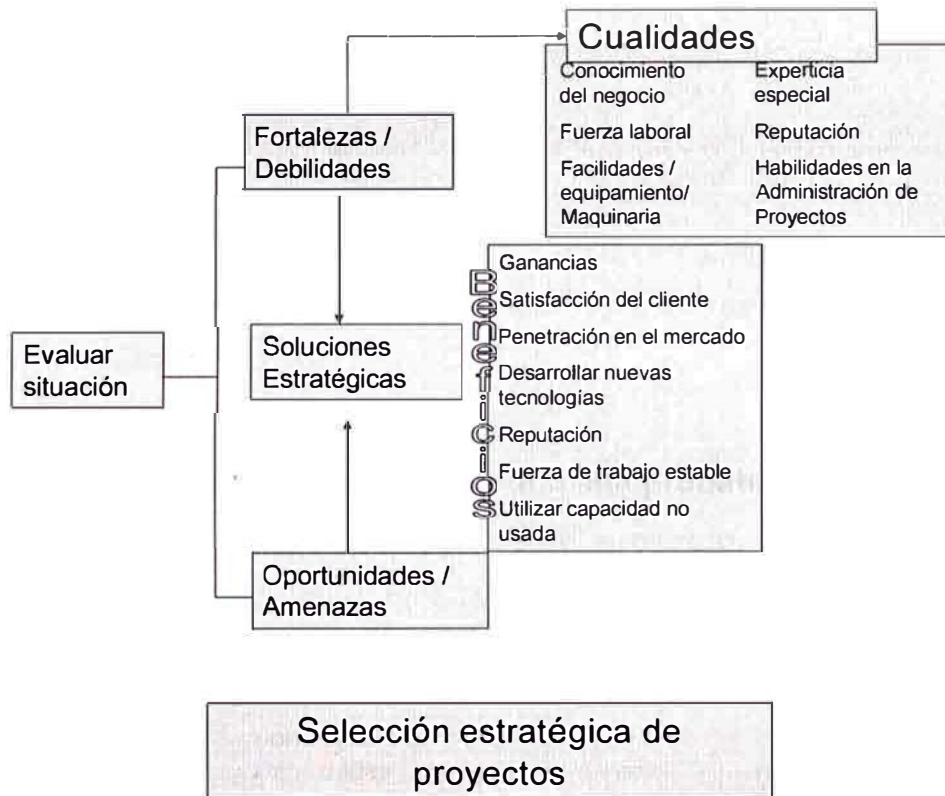 Cualidades
Conocimiento
del negocio
Experticia
especial
Fuerza laboral
Reputación
Facilidades /
equipamiento/
Maquinaria
Habilidades en la
Administración de
Proyectos
Fortalezas /
Debilidades
Evaluar
situación
Soluciones
Estratégicas
BeneficiOs
Ganancias
Satisfacción del cliente
Penetración en el mercado
Desarrollar nuevas
tecnologías
Reputación
Fuerza de trabajo estable
Utilizar capacidad no
usada
Oportunidades /
Amenazas
Selección estratégica de
proyectos